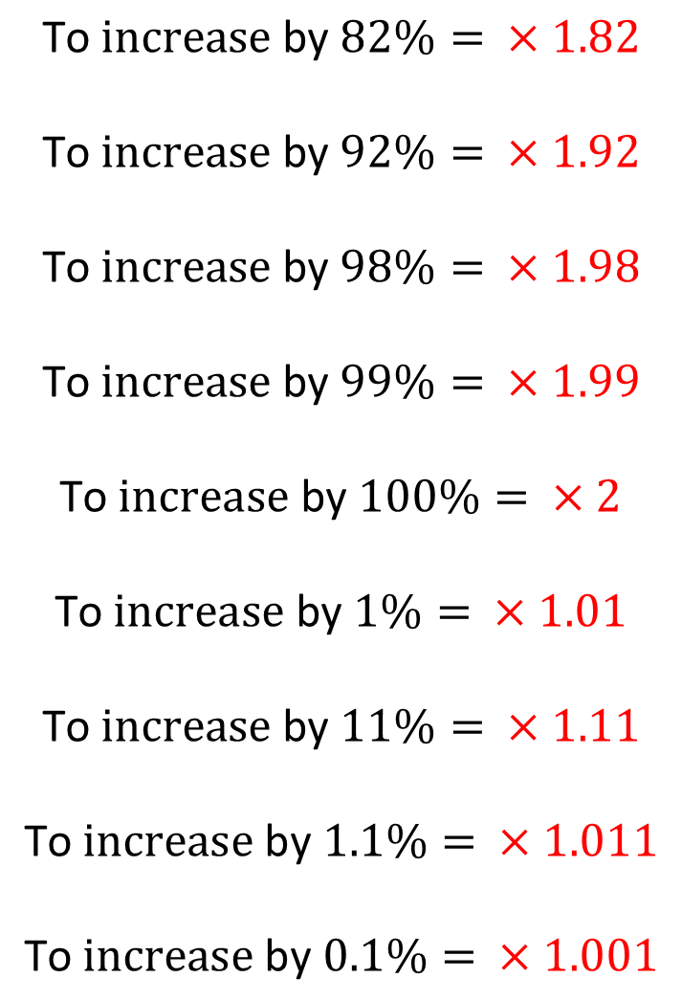 To increase by 82% = × 1.82
To increase by 92% = × 1.92
To increase by 98% = × 1.98
To increase by 99% = × 1.99
To increase by 100% = × 2
To increase by 1% = × 1.01
To increase by 11% = × 1.11
To increase by 1.1% = × 1.011
To increase by 0.1% = × 1.001